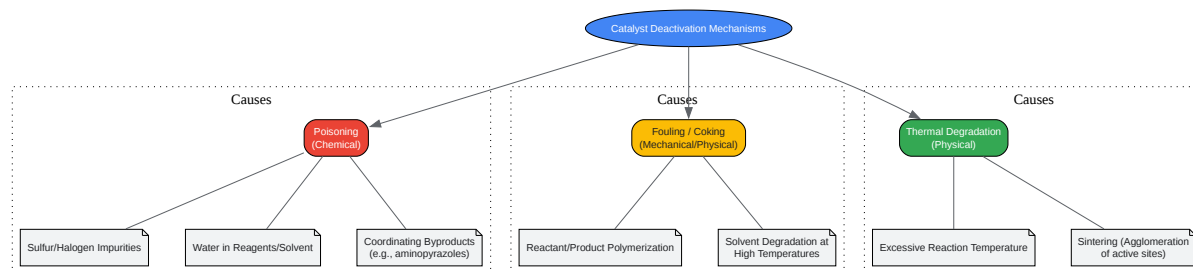 Catalyst Deactivation Mechanisms
Causes
Causes
Causes
Poisoning
(Chemical)
Fouling / Coking
(Mechanical/Physical)
Thermal Degradation
(Physical)
Sulfur/Halogen Impurities
Water in Reagents/Solvent
Coordinating Byproducts
(e.g., aminopyrazoles)
Reactant/Product Polymerization
Solvent Degradation at
High Temperatures
Excessive Reaction Temperature
Sintering (Agglomeration
of active sites)